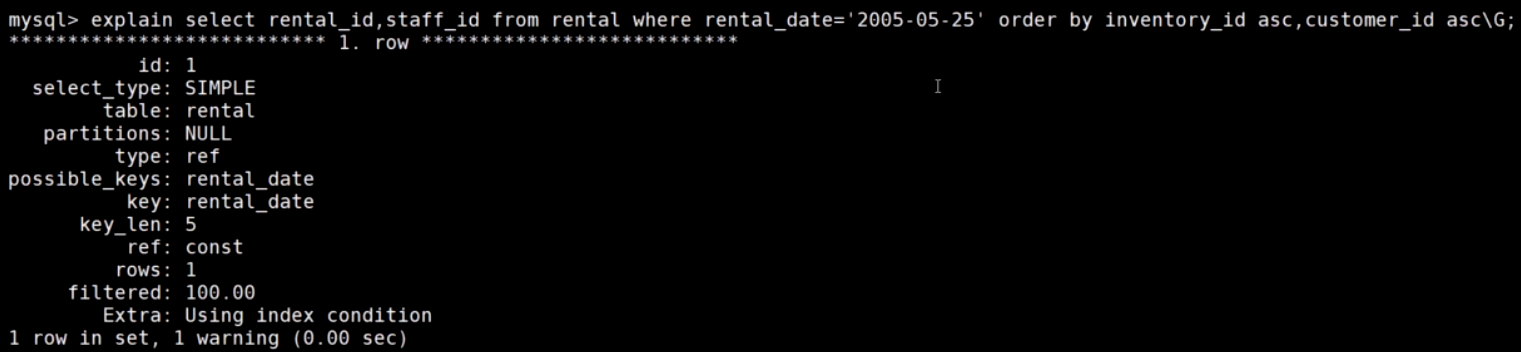 mysql> explain select rental_id,staff_id from rental where rental_date='2005-05-25' order by inventory_id asc,customer_id asc\G;
*************************** 1. row ***************************
id: 1
select_type: SIMPLE
table: rental
partitions: NULL
type: ref
possible_keys: rental_date
key: rental_date
key_len: 5
ref: const
rows: 1
filtered: 100.00
Extra: Using index condition
1 row in set, 1 warning (0.00 sec)